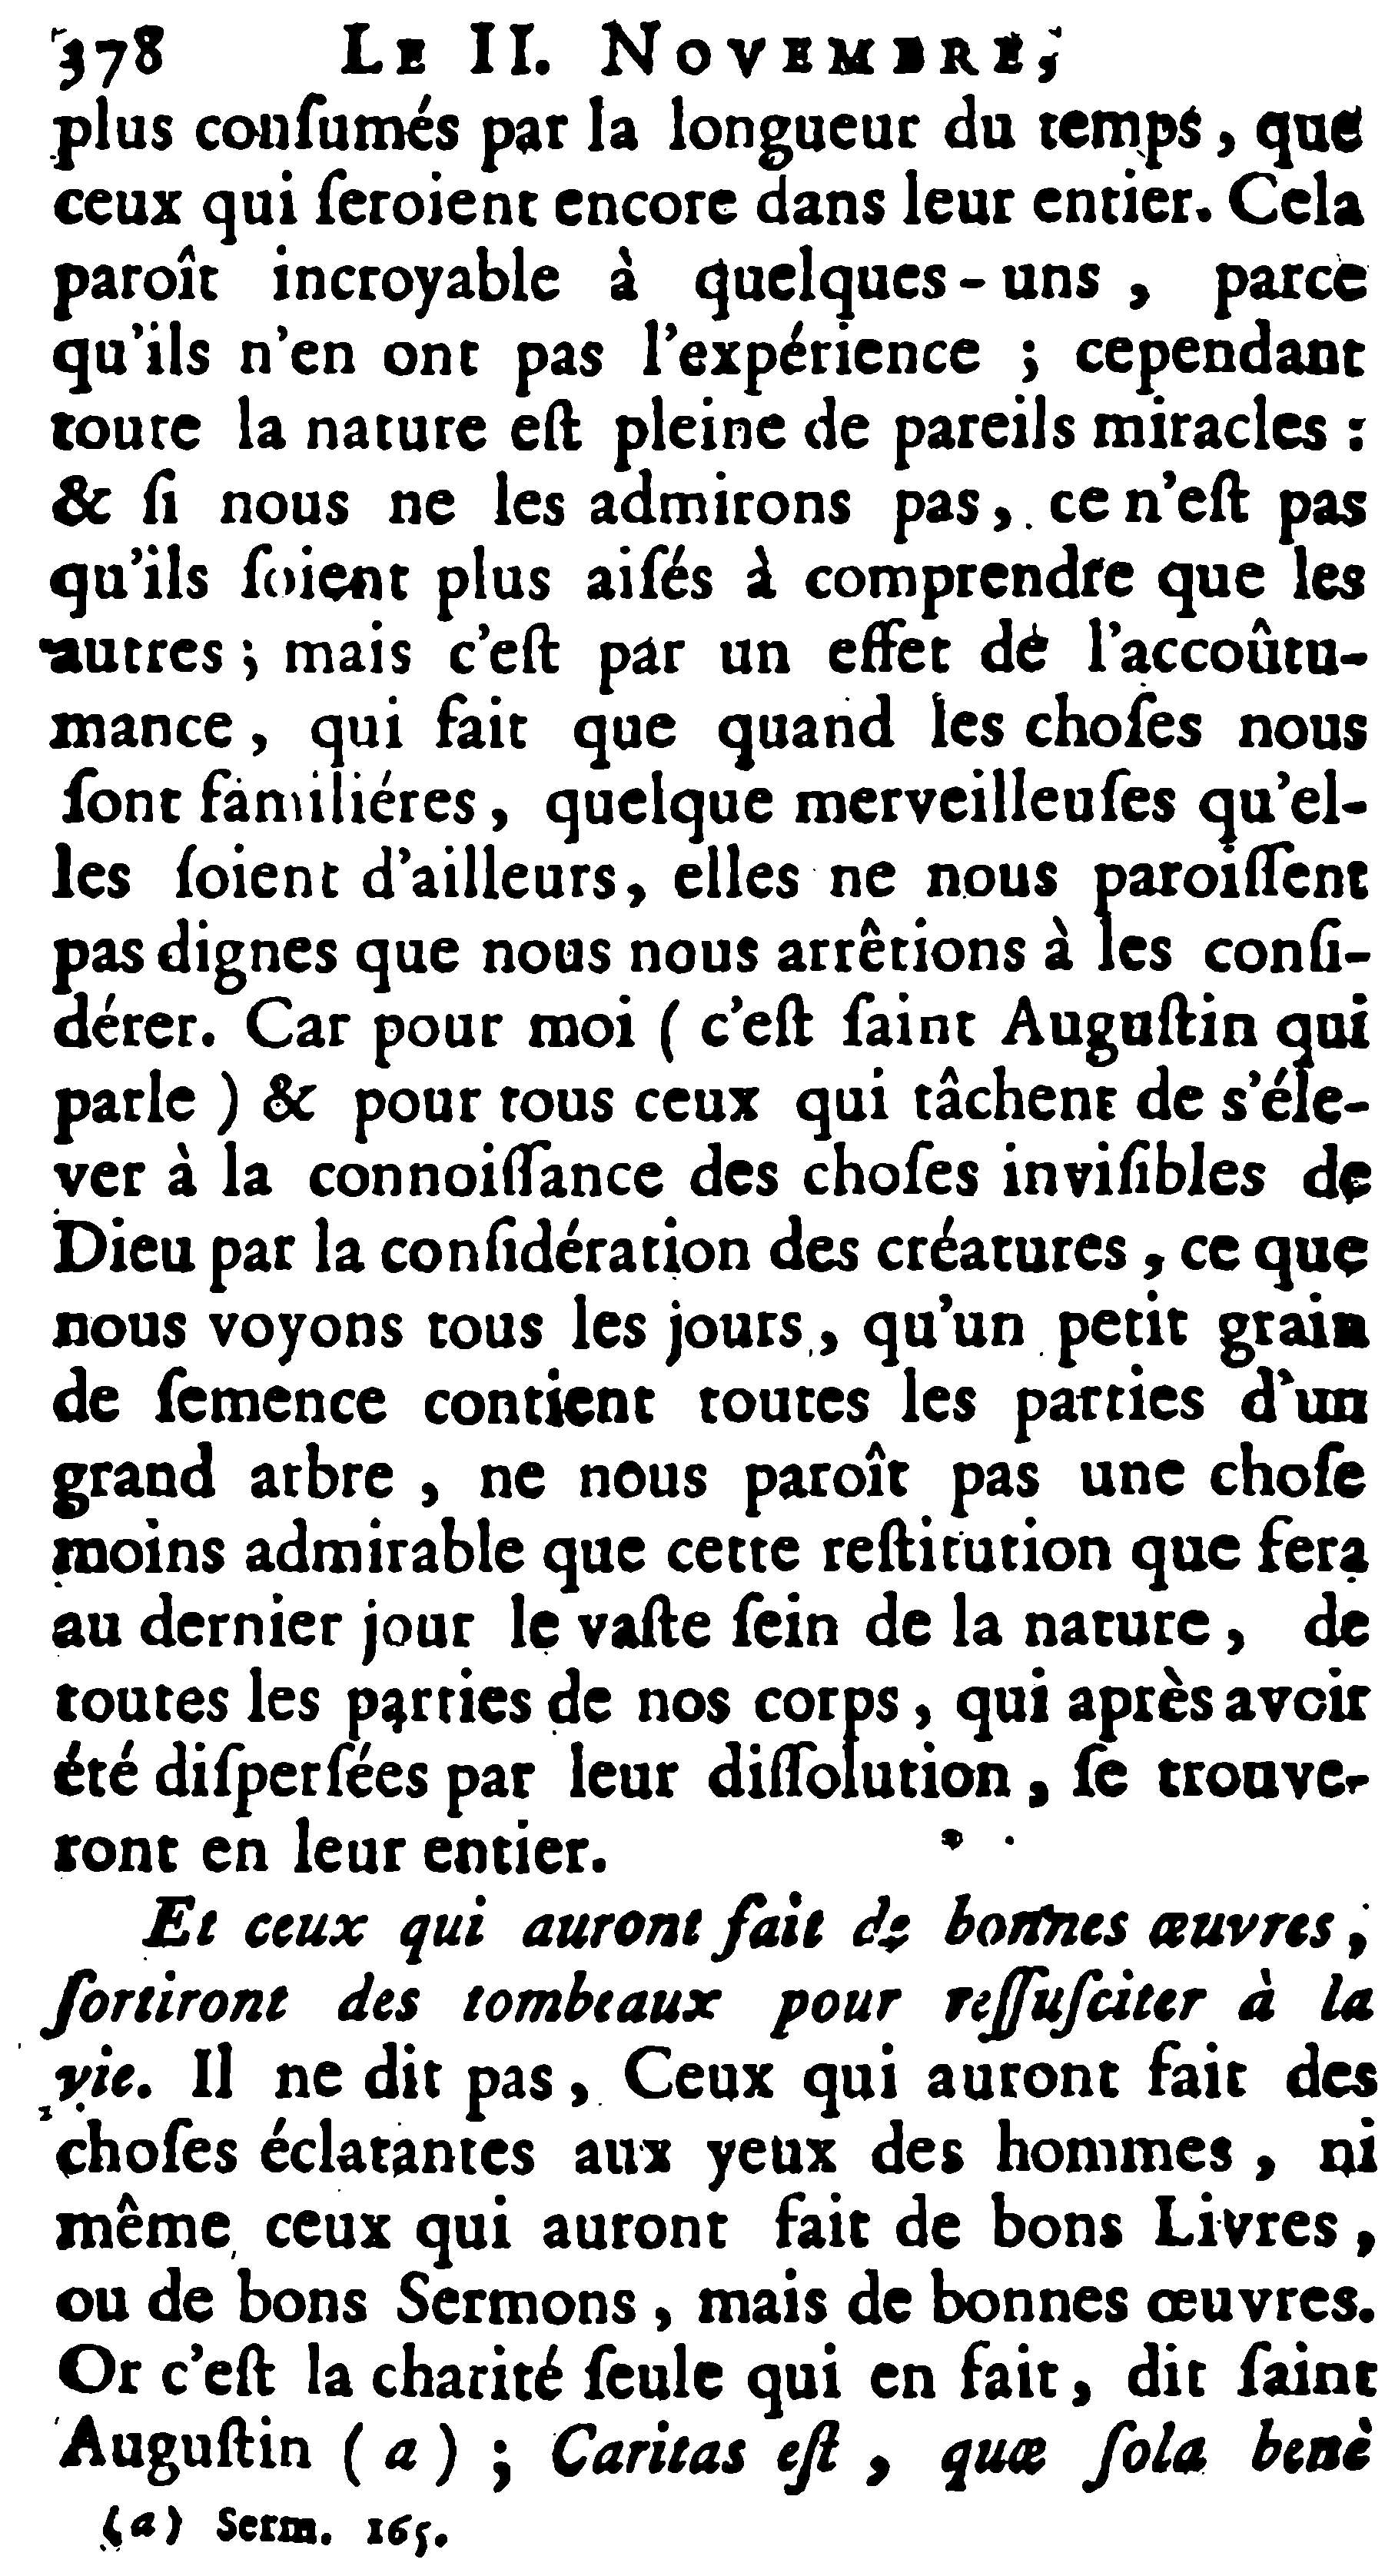 378 LE II. NOVEMBRE,
plus conſumés par la longueur du temps, que
ceux qui ſeroient encore dans leur entier. Cela
paroît incroyable à quelques-uns, parce
qu'ils n'en ont pas l'expérience ; cependant
toute la nature eſt pleine de pareils miracles :
& ſi nous ne les admirons pas, ce n'eſt pas
qu'ils ſoient plus aiſés à comprendre que les
autres ; mais c'eſt par un effet de l'accoûtu-
mance, qui fait que quand les choſes nous
ſont familiéres, quelque merveilleuſes qu'el-
les ſoient d'ailleurs, elles ne nous paroiſſent
pas dignes que nous nous arrêtions à les conſi-
dérer. Car pour moi ( c'eſt ſaint Auguſtin qui
parle ) & pour tous ceux qui tâchent de s'éle-
ver à la connoiſſance des choſes inviſibles de
Dieu par la conſidération des créatures, ce que
nous voyons tous les jours, qu'un petit grain
de ſemence contient toutes les parties d'un
grand arbre, ne nous paroît pas une choſe
moins admirable que cette reſtitution que fera
au dernier jour le vaſte ſein de la nature, de
toutes les parties de nos corps, qui après avoir
été diſperſées par leur diſſolution, ſe trouve-
ront en leur entier.
Et ceux qui auront fait de bonnes œuvres,
ſortiront des tombeaux pour reſſuſciter à la
vie. Il ne dit pas, Ceux qui auront fait des
choſes éclatantes aux yeux des hommes, ni
même ceux qui auront fait de bons Livres,
ou de bons Sermons, mais de bonnes œuvres.
Or c'eſt la charité ſeule qui en fait, dit ſaint
Auguſtin (a) ; Caritas eſt, quæ ſola benè
(a) Serm. 165.